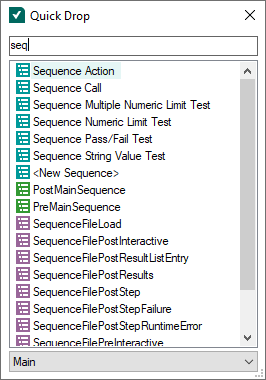 Quick Drop
seq
Sequence Action
Sequence Call
Sequence Multiple Numeric Limit Test
Sequence Numeric Limit Test
Sequence Pass/Fail Test
Sequence String Value Test
<New Sequence>
PostMainSequence
PreMainSequence
SequenceFileLoad
SequenceFilePostInteractive
SequenceFilePostResultListEntry
SequenceFilePostResults
SequenceFilePostStep
SequenceFilePostStepFailure
SequenceFilePostStepRuntimeError
SequenceFilePreInteractive
Main